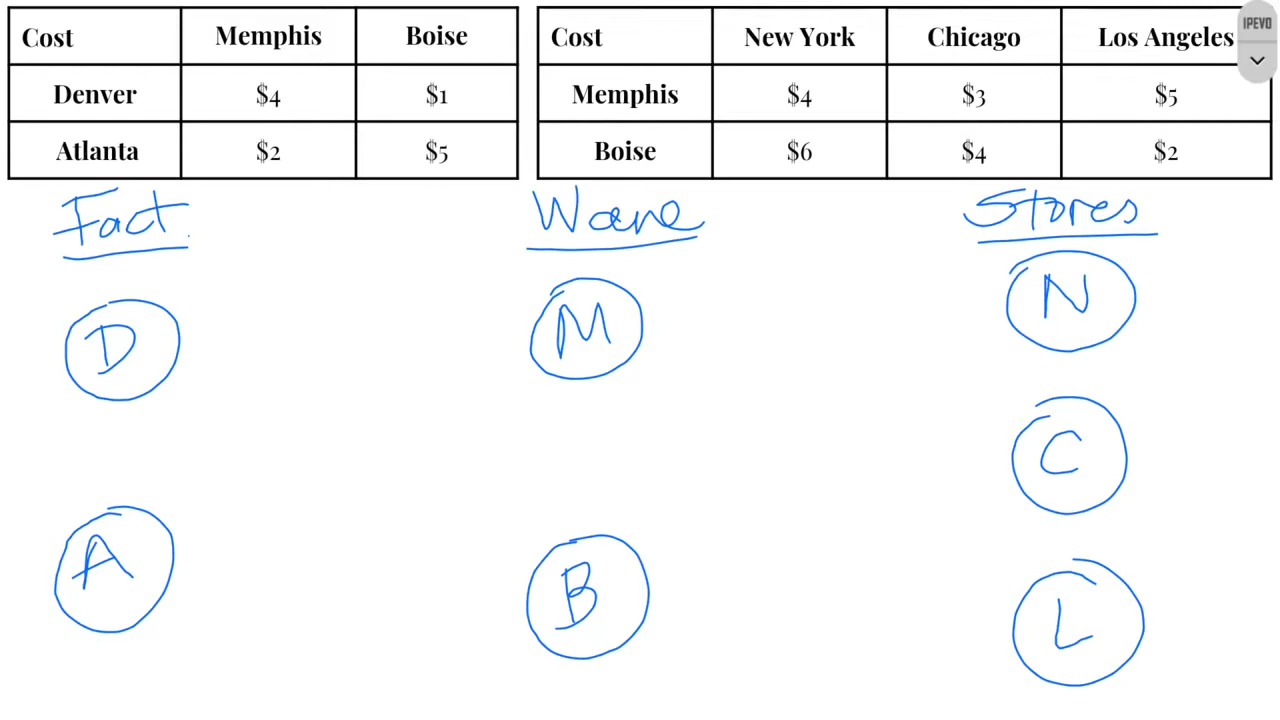 Cost Memphis Boise
Denver $4 $1
Atlanta $2 $5
Cost New York Chicago Los Angeles
Memphis $4 $3 $5
Boise $6 $4 $2
IPEVO
Fact. Ware Stores
D M N
C
A B L